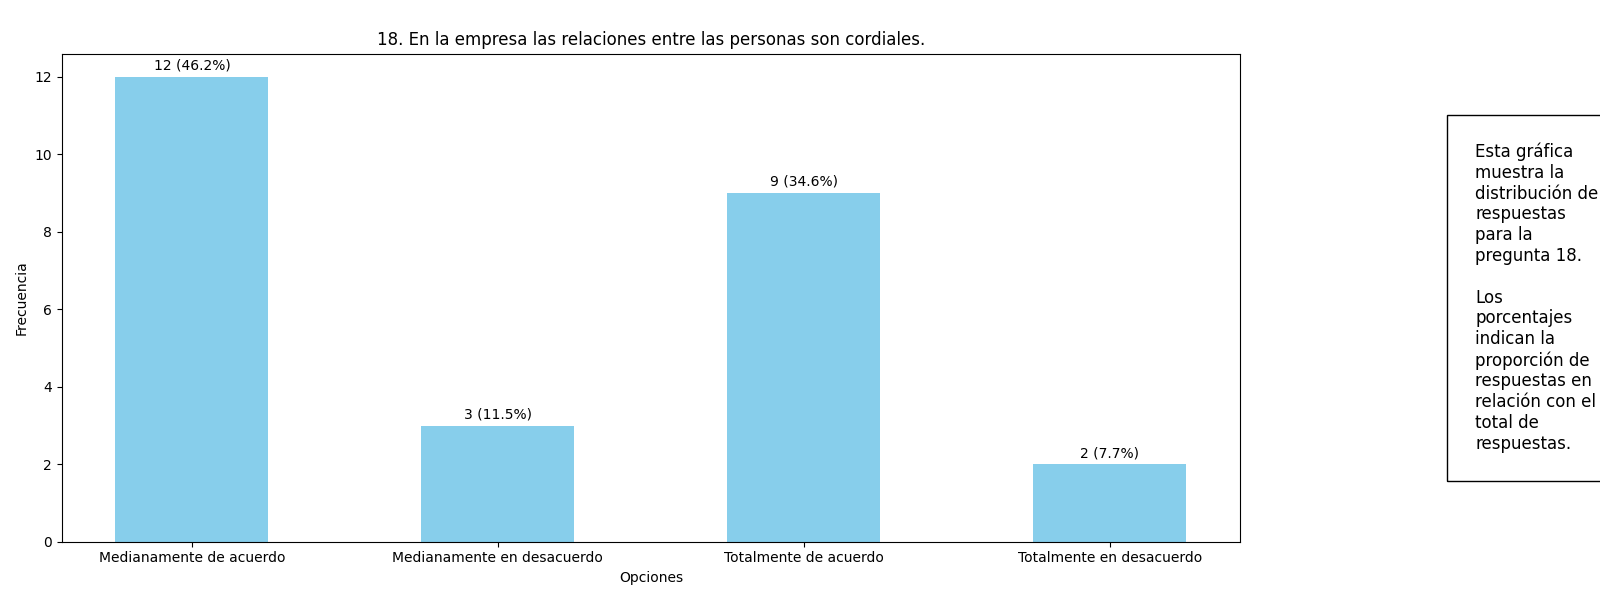 18. En la empresa las relaciones entre las personas son cordiales.
12 (46.2%)
3 (11.5%)
9 (34.6%)
2 (7.7%)
12
10
8
6
4
2
0
Frecuencia
Medianamente de acuerdo
Medianamente en desacuerdo
Totalmente de acuerdo
Totalmente en desacuerdo
Opciones
Esta gráfica
muestra la
distribución de
respuestas
para la
pregunta 18.
Los
porcentajes
indican la
proporción de
respuestas en
relación con el
total de
respuestas.